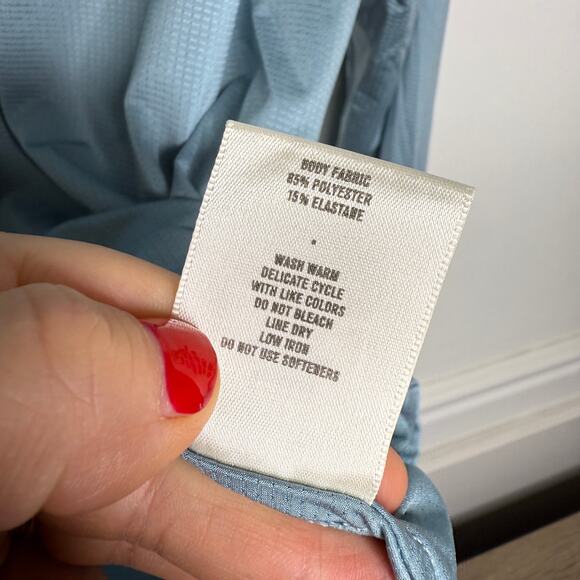 BODY FABRIC
85% POLYESTER
15% ELASTANE
WASH WARM
DELICATE CYCLE
WITH LIKE COLORS
DO NOT BLEACH
LINE DRY
LOW IRON
DO NOT USE SOFTENERS